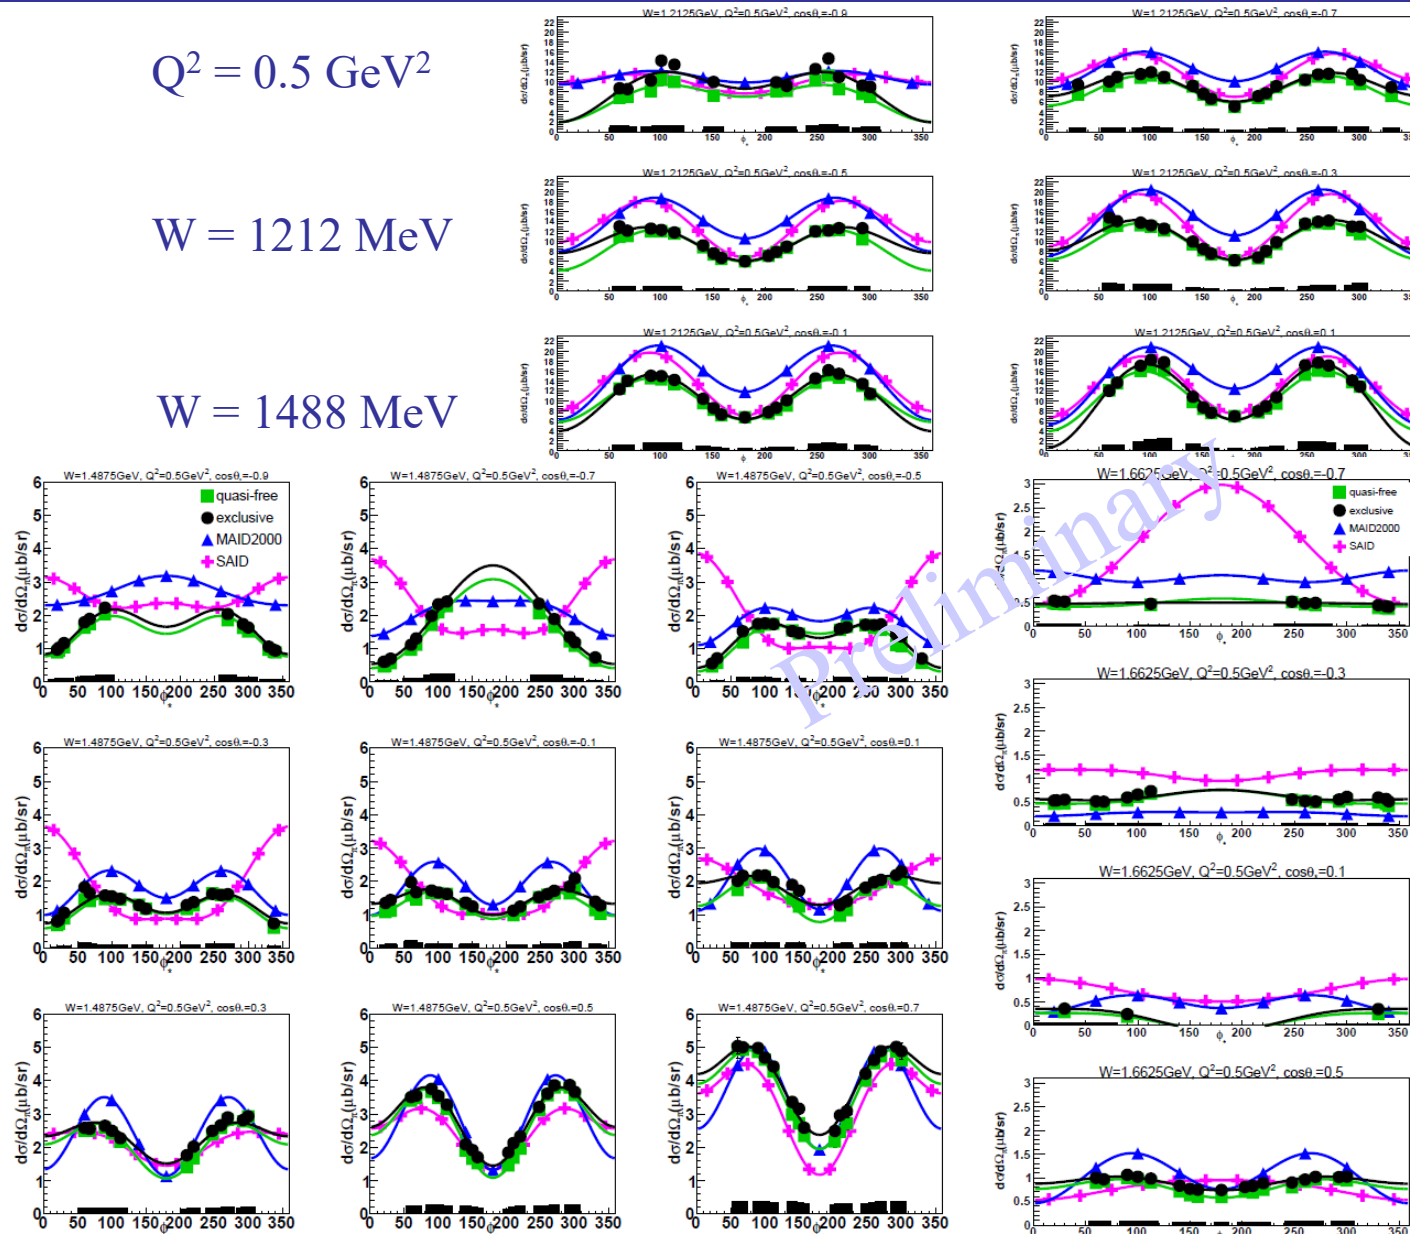 Q² = 0.5 GeV²
W = 1212 MeV
W = 1488 MeV
Preliminary
W=1.2125GeV, Q²=0.5GeV², cosθ*=-0.9
W=1.2125GeV, Q²=0.5GeV², cosθ*=-0.7
W=1.2125GeV, Q²=0.5GeV², cosθ*=-0.5
W=1.2125GeV, Q²=0.5GeV², cosθ*=-0.3
W=1.2125GeV, Q²=0.5GeV², cosθ*=-0.1
W=1.2125GeV, Q²=0.5GeV², cosθ*=0.1
W=1.4875GeV, Q²=0.5GeV², cosθ*=-0.9
quasi-free
exclusive
MAID2000
SAID
dσ/dΩπ(μb/sr)
0 50 100 150 200 250 300 350
φ*
W=1.4875GeV, Q²=0.5GeV², cosθ*=-0.7
W=1.4875GeV, Q²=0.5GeV², cosθ*=-0.5
W=1.6625GeV, Q²=0.5GeV², cosθ*=-0.7
quasi-free
exclusive
MAID2000
SAID
W=1.6625GeV, Q²=0.5GeV², cosθ*=-0.3
W=1.4875GeV, Q²=0.5GeV², cosθ*=-0.3
W=1.4875GeV, Q²=0.5GeV², cosθ*=-0.1
W=1.4875GeV, Q²=0.5GeV², cosθ*=0.1
W=1.6625GeV, Q²=0.5GeV², cosθ*=0.1
W=1.4875GeV, Q²=0.5GeV², cosθ*=0.3
W=1.4875GeV, Q²=0.5GeV², cosθ*=0.5
W=1.4875GeV, Q²=0.5GeV², cosθ*=0.7
W=1.6625GeV, Q²=0.5GeV², cosθ*=0.5